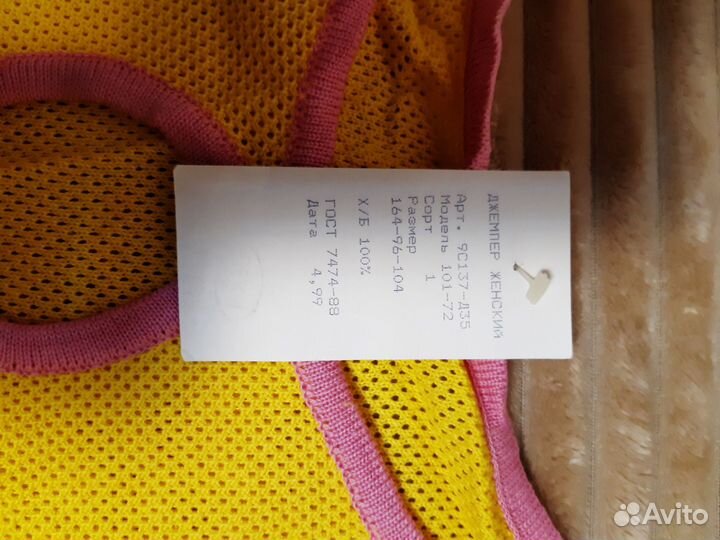 ДЖЕМПЕР ЖЕНСКИЙ
Арт. 9С137-Д35
Модель 101-72
Сорт 1
Размер
164-96-104
Х/Б 100%
ГОСТ 7474-88
Дата 4,99
Avito